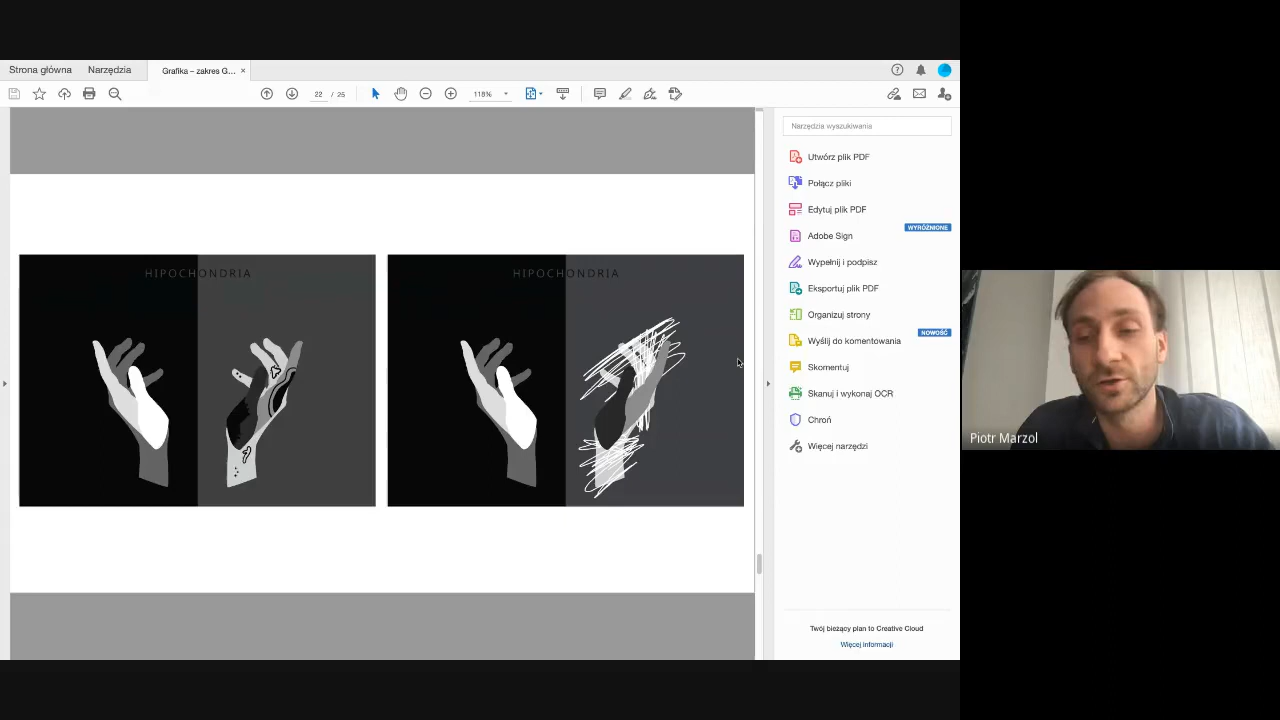 Strona główna
Narzędzia
Grafika – zakres G... ×
22 / 25
118%
HIPOCHONDRIA
HIPOCHONDRIA
Narzędzia wyszukiwania
Utwórz plik PDF
Połącz pliki
Edytuj plik PDF
WYRÓŻNIONE
Adobe Sign
Wypełnij i podpisz
Eksportuj plik PDF
Organizuj strony
NOWOŚĆ
Wyślij do komentowania
Skomentuj
Skanuj i wykonaj OCR
Chroń
Więcej narzędzi
Twój bieżący plan to Creative Cloud
Więcej informacji
Piotr Marzol